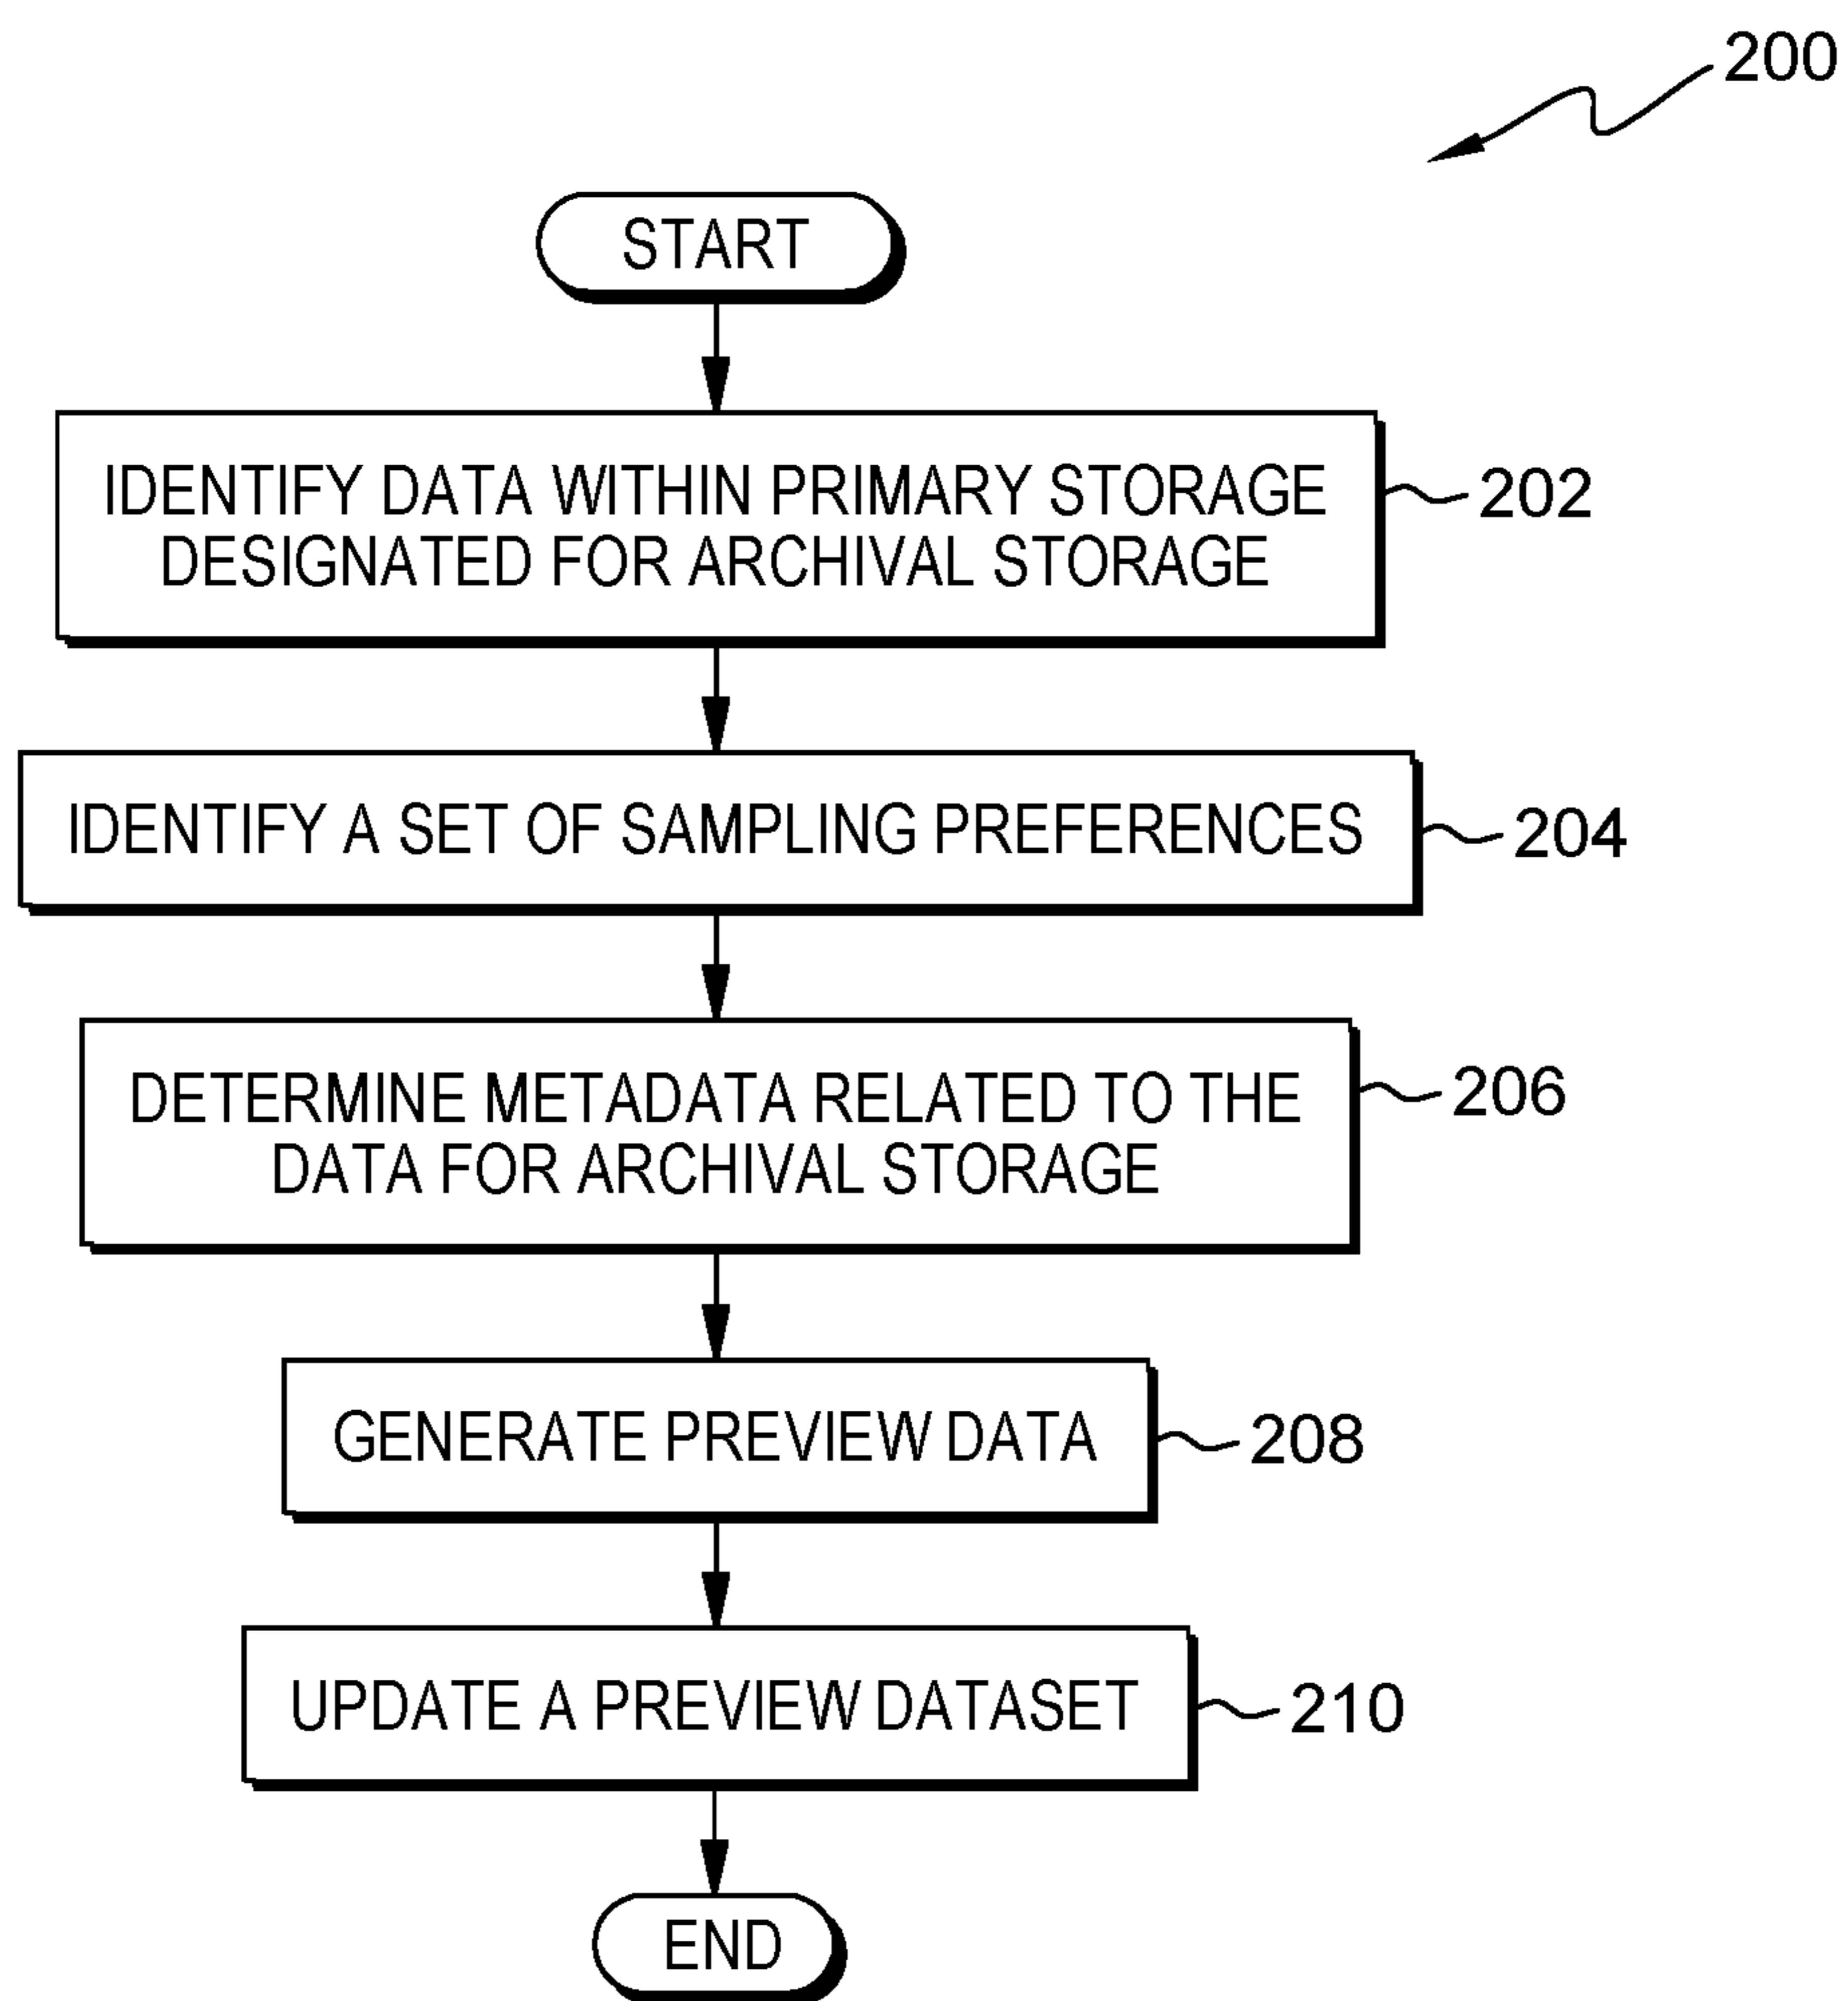 200
START
IDENTIFY DATA WITHIN PRIMARY STORAGE
DESIGNATED FOR ARCHIVAL STORAGE
202
IDENTIFY A SET OF SAMPLING PREFERENCES
204
DETERMINE METADATA RELATED TO THE
DATA FOR ARCHIVAL STORAGE
206
GENERATE PREVIEW DATA
208
UPDATE A PREVIEW DATASET
210
END